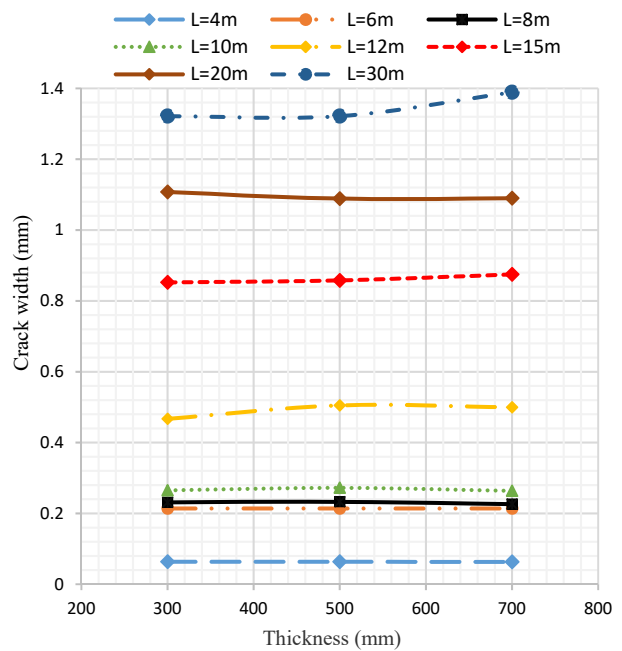 L=4m L=6m L=8m
L=10m L=12m L=15m
L=20m L=30m
1.4
1.2
1
0.8
0.6
0.4
0.2
0
Crack width (mm)
200 300 400 500 600 700 800
Thickness (mm)